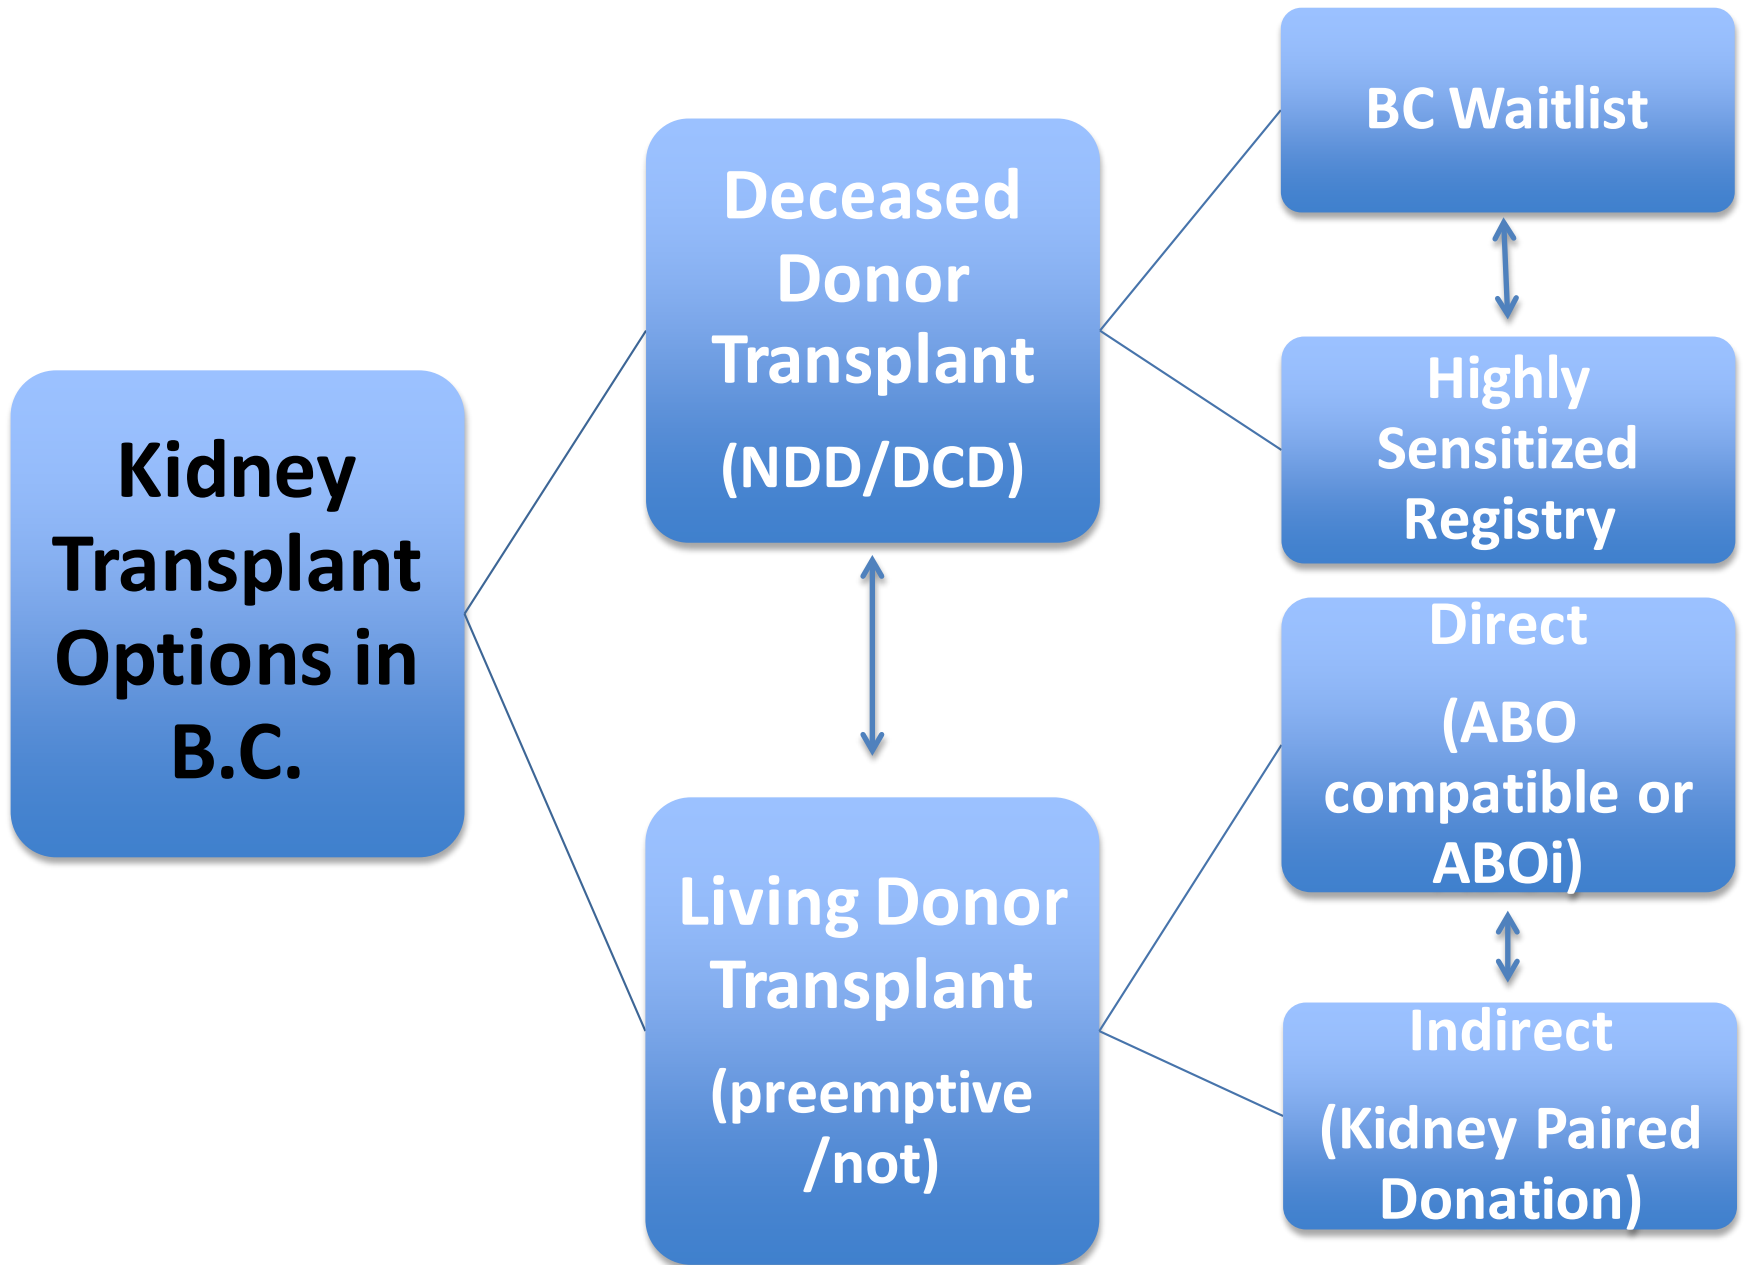 Kidney
Transplant
Options in
B.C.
Deceased
Donor
Transplant
(NDD/DCD)
Living Donor
Transplant
(preemptive
/not)
BC Waitlist
Highly
Sensitized
Registry
Direct
(ABO
compatible or
ABOi)
Indirect
(Kidney Paired
Donation)